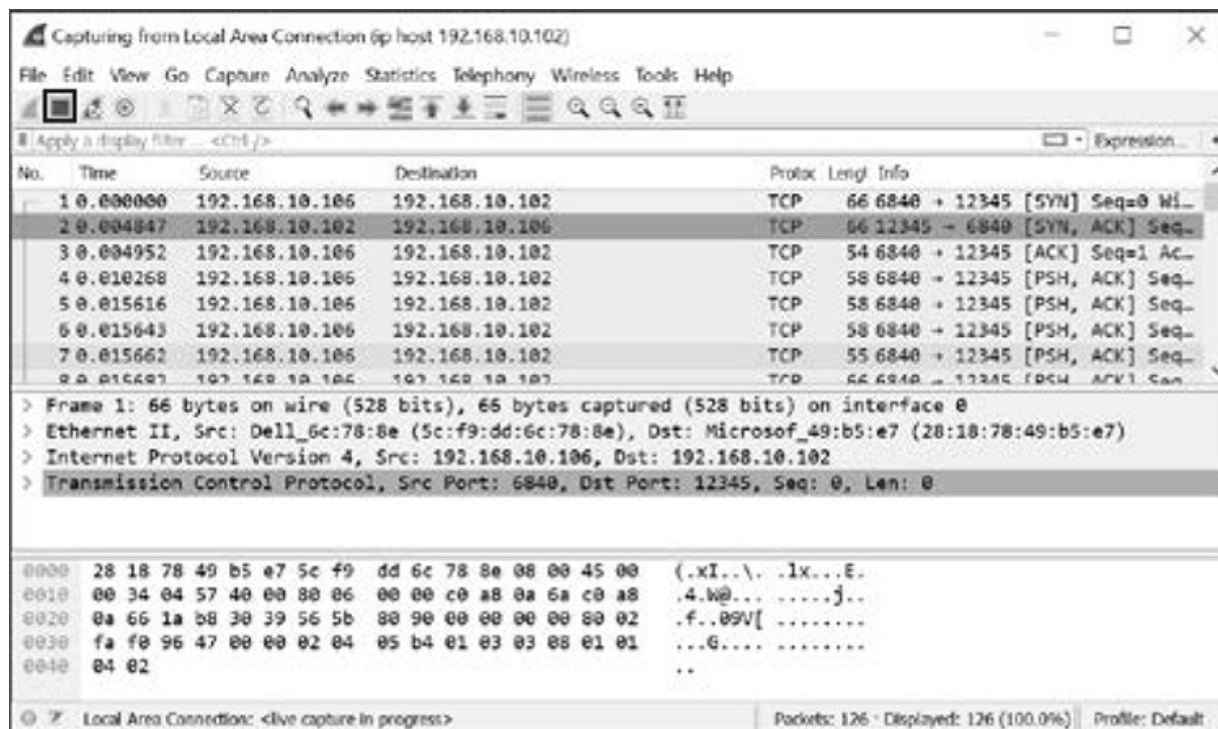 Capturing from Local Area Connection (ip host 192.168.10.102)
File Edit View Go Capture Analyze Statistics Telephony Wireless Tools Help
Apply a display filter ... <Ctrl-/> Expression...
No. Time Source Destination Protoc Lengt Info
1 0.000000 192.168.10.106 192.168.10.102 TCP 66 6840 → 12345 [SYN] Seq=0 Wi…
2 0.004847 192.168.10.102 192.168.10.106 TCP 66 12345 → 6840 [SYN, ACK] Seq…
3 0.004952 192.168.10.106 192.168.10.102 TCP 54 6840 → 12345 [ACK] Seq=1 Ac…
4 0.010268 192.168.10.106 192.168.10.102 TCP 58 6840 → 12345 [PSH, ACK] Seq…
5 0.015616 192.168.10.106 192.168.10.102 TCP 58 6840 → 12345 [PSH, ACK] Seq…
6 0.015643 192.168.10.106 192.168.10.102 TCP 58 6840 → 12345 [PSH, ACK] Seq…
7 0.015662 192.168.10.106 192.168.10.102 TCP 55 6840 → 12345 [PSH, ACK] Seq…
8 192.168.10.106 192.168.10.102 TCP 66 6840 → 12345 [PSH, ACK] Seq
> Frame 1: 66 bytes on wire (528 bits), 66 bytes captured (528 bits) on interface 0
> Ethernet II, Src: Dell_6c:78:8e (5c:f9:dd:6c:78:8e), Dst: Microsof_49:b5:e7 (28:18:78:49:b5:e7)
> Internet Protocol Version 4, Src: 192.168.10.106, Dst: 192.168.10.102
> Transmission Control Protocol, Src Port: 6840, Dst Port: 12345, Seq: 0, Len: 0
0000 28 18 78 49 b5 e7 5c f9 dd 6c 78 8e 08 00 45 00 (.xI..\. .lx...E.
0010 00 34 04 57 40 00 80 06 00 00 c0 a8 0a 6a c0 a8 .4.W@... .....j..
0020 0a 66 1a b8 30 39 56 5b 80 90 00 00 00 00 80 02 .f..09V[ ........
0030 fa f0 96 47 00 00 02 04 05 b4 01 03 03 08 01 01 ...G.... ........
0040 04 02 ..
Local Area Connection: <live capture in progress> Packets: 126 · Displayed: 126 (100.0%) Profile: Default